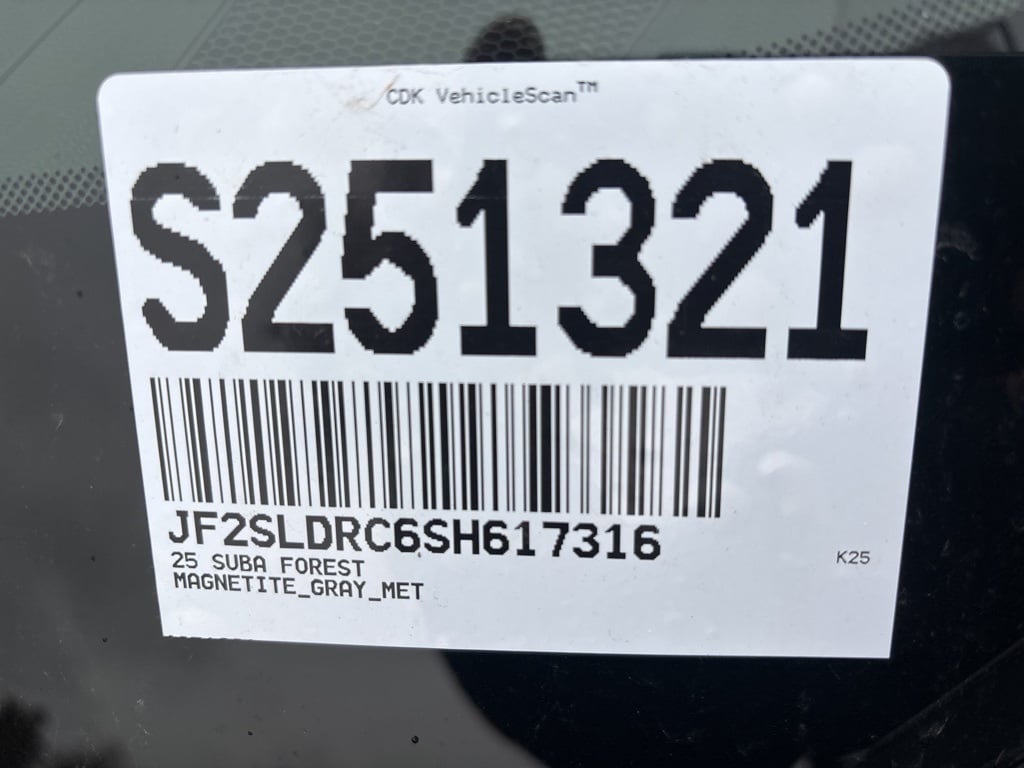 CDK VehicleScan™
S251321
JF2SLDRC6SH617316
25 SUBA FOREST
MAGNETITE_GRAY_MET
K25